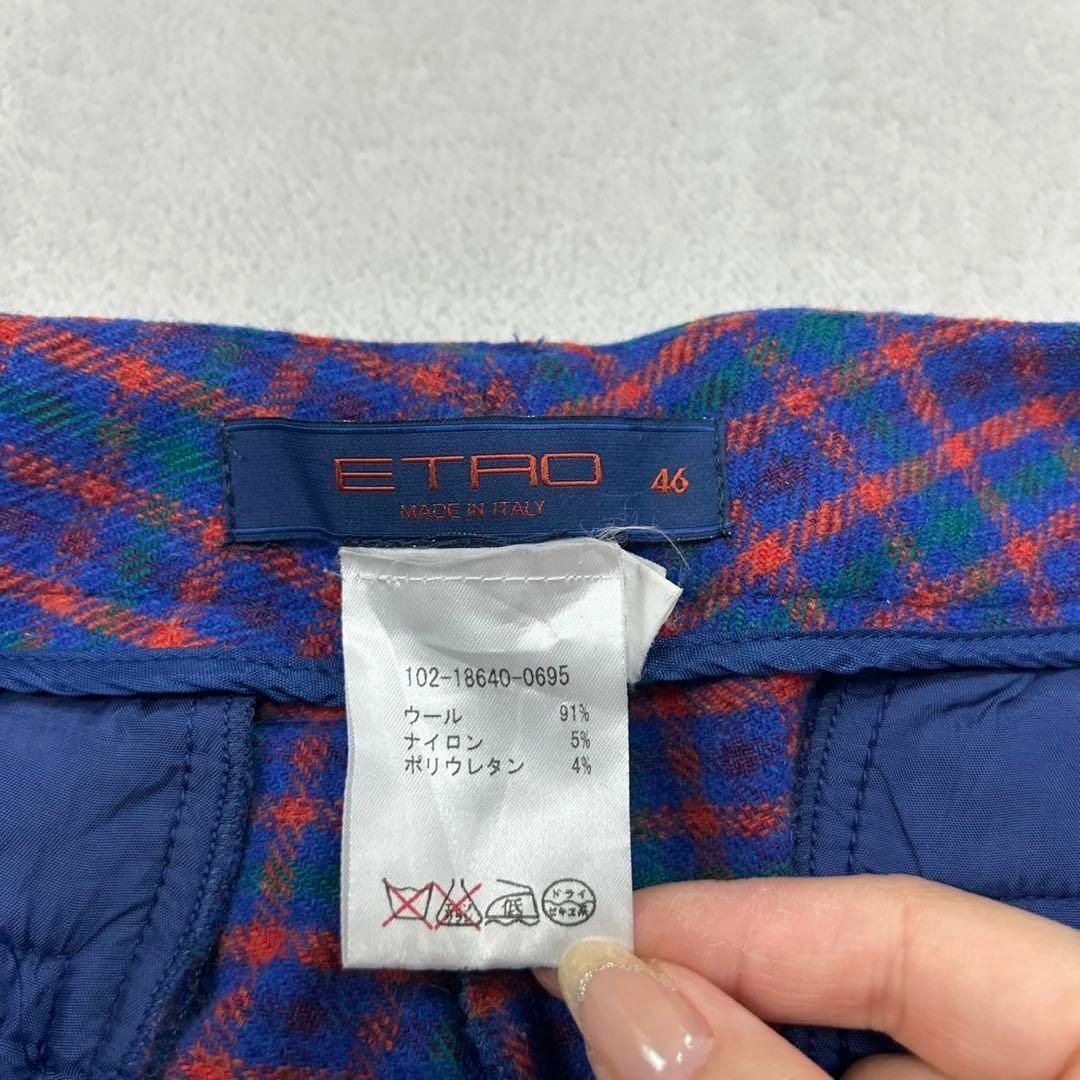 ETRO 46
MADE IN ITALY
102-18640-0695
ウール 91%
ナイロン 5%
ポリウレタン 4%
低
ドライ